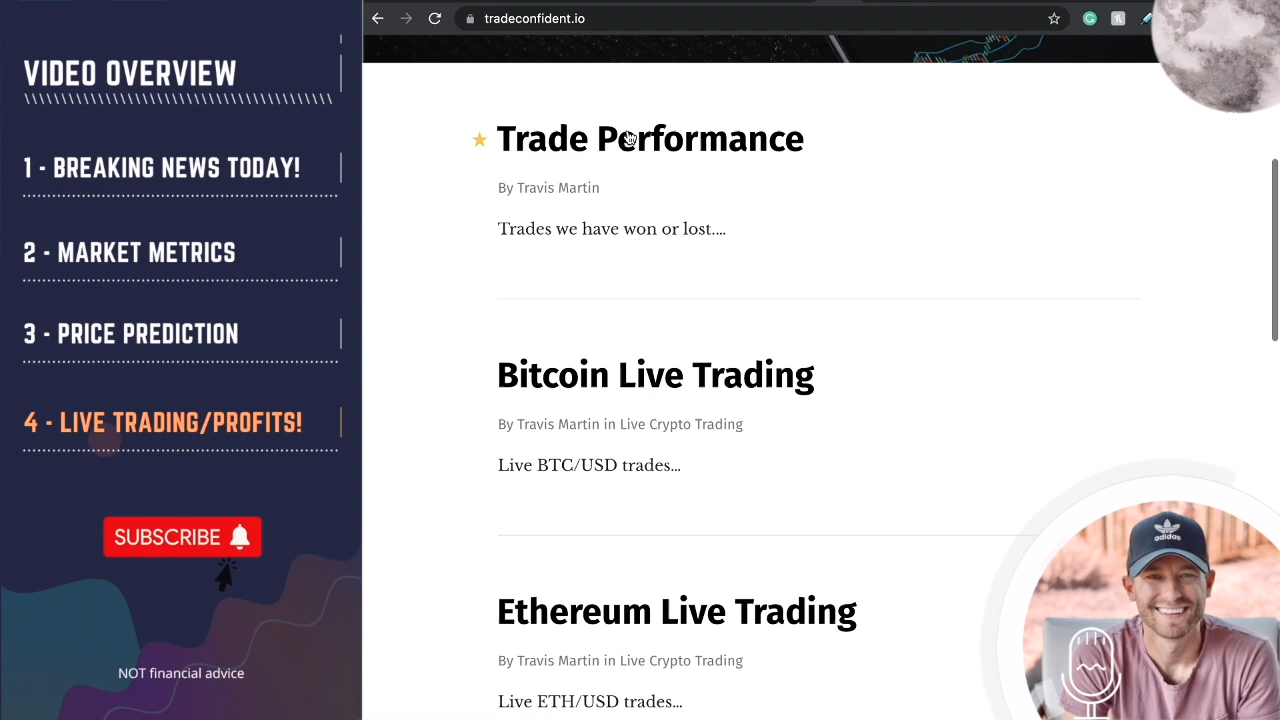 VIDEO OVERVIEW
1 - BREAKING NEWS TODAY!
2 - MARKET METRICS
3 - PRICE PREDICTION
4 - LIVE TRADING/PROFITS!
SUBSCRIBE
NOT financial advice
tradeconfident.io
Trade Performance
By Travis Martin
Trades we have won or lost....
Bitcoin Live Trading
By Travis Martin in Live Crypto Trading
Live BTC/USD trades...
Ethereum Live Trading
By Travis Martin in Live Crypto Trading
Live ETH/USD trades...
adidas